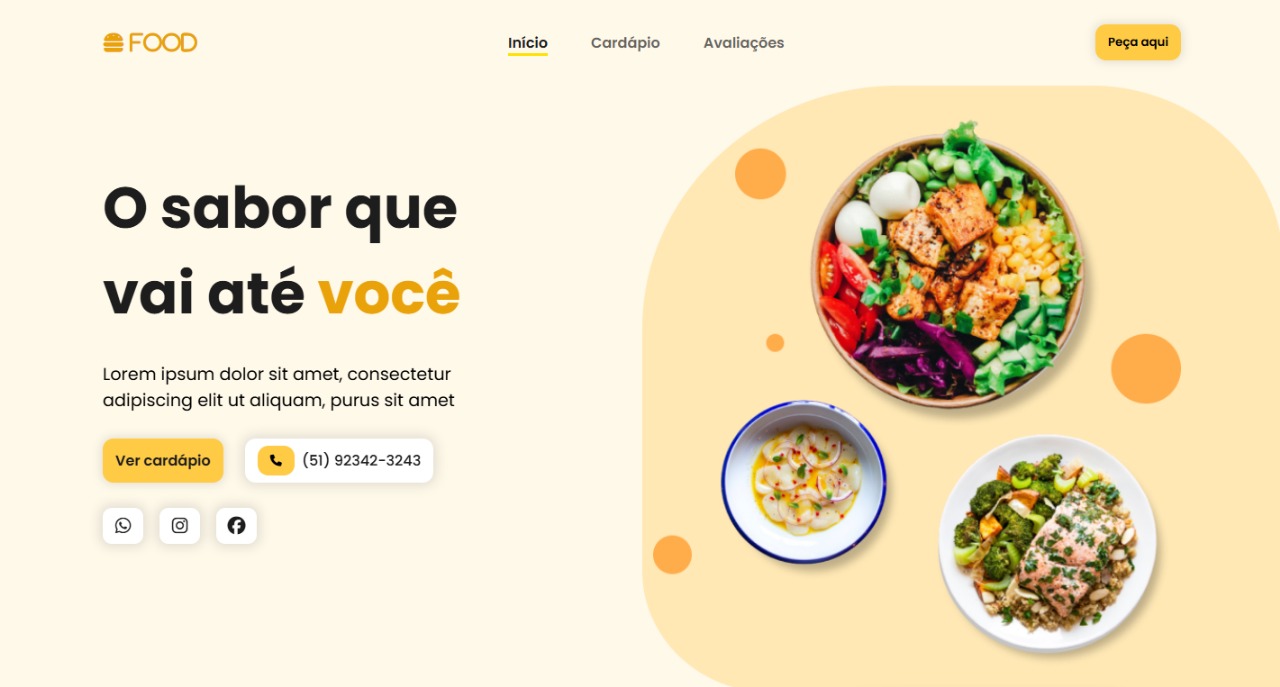 FOOD
Início
Cardápio
Avaliações
Peça aqui
O sabor que
vai até você
Lorem ipsum dolor sit amet, consectetur
adipiscing elit ut aliquam, purus sit amet
Ver cardápio
(51) 92342-3243